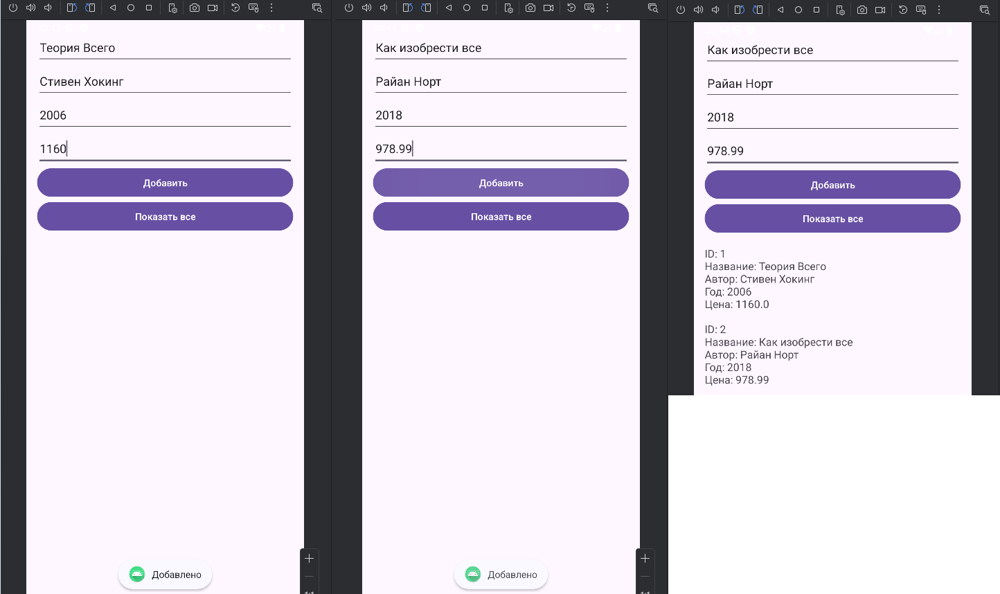 Теория Всего
Стивен Хокинг
2006
1160
Добавить
Показать все
Добавлено
Как изобрести все
Райан Норт
2018
978.99
Добавить
Показать все
Добавлено
Как изобрести все
Райан Норт
2018
978.99
Добавить
Показать все
ID: 1
Название: Теория Всего
Автор: Стивен Хокинг
Год: 2006
Цена: 1160.0
ID: 2
Название: Как изобрести все
Автор: Райан Норт
Год: 2018
Цена: 978.99